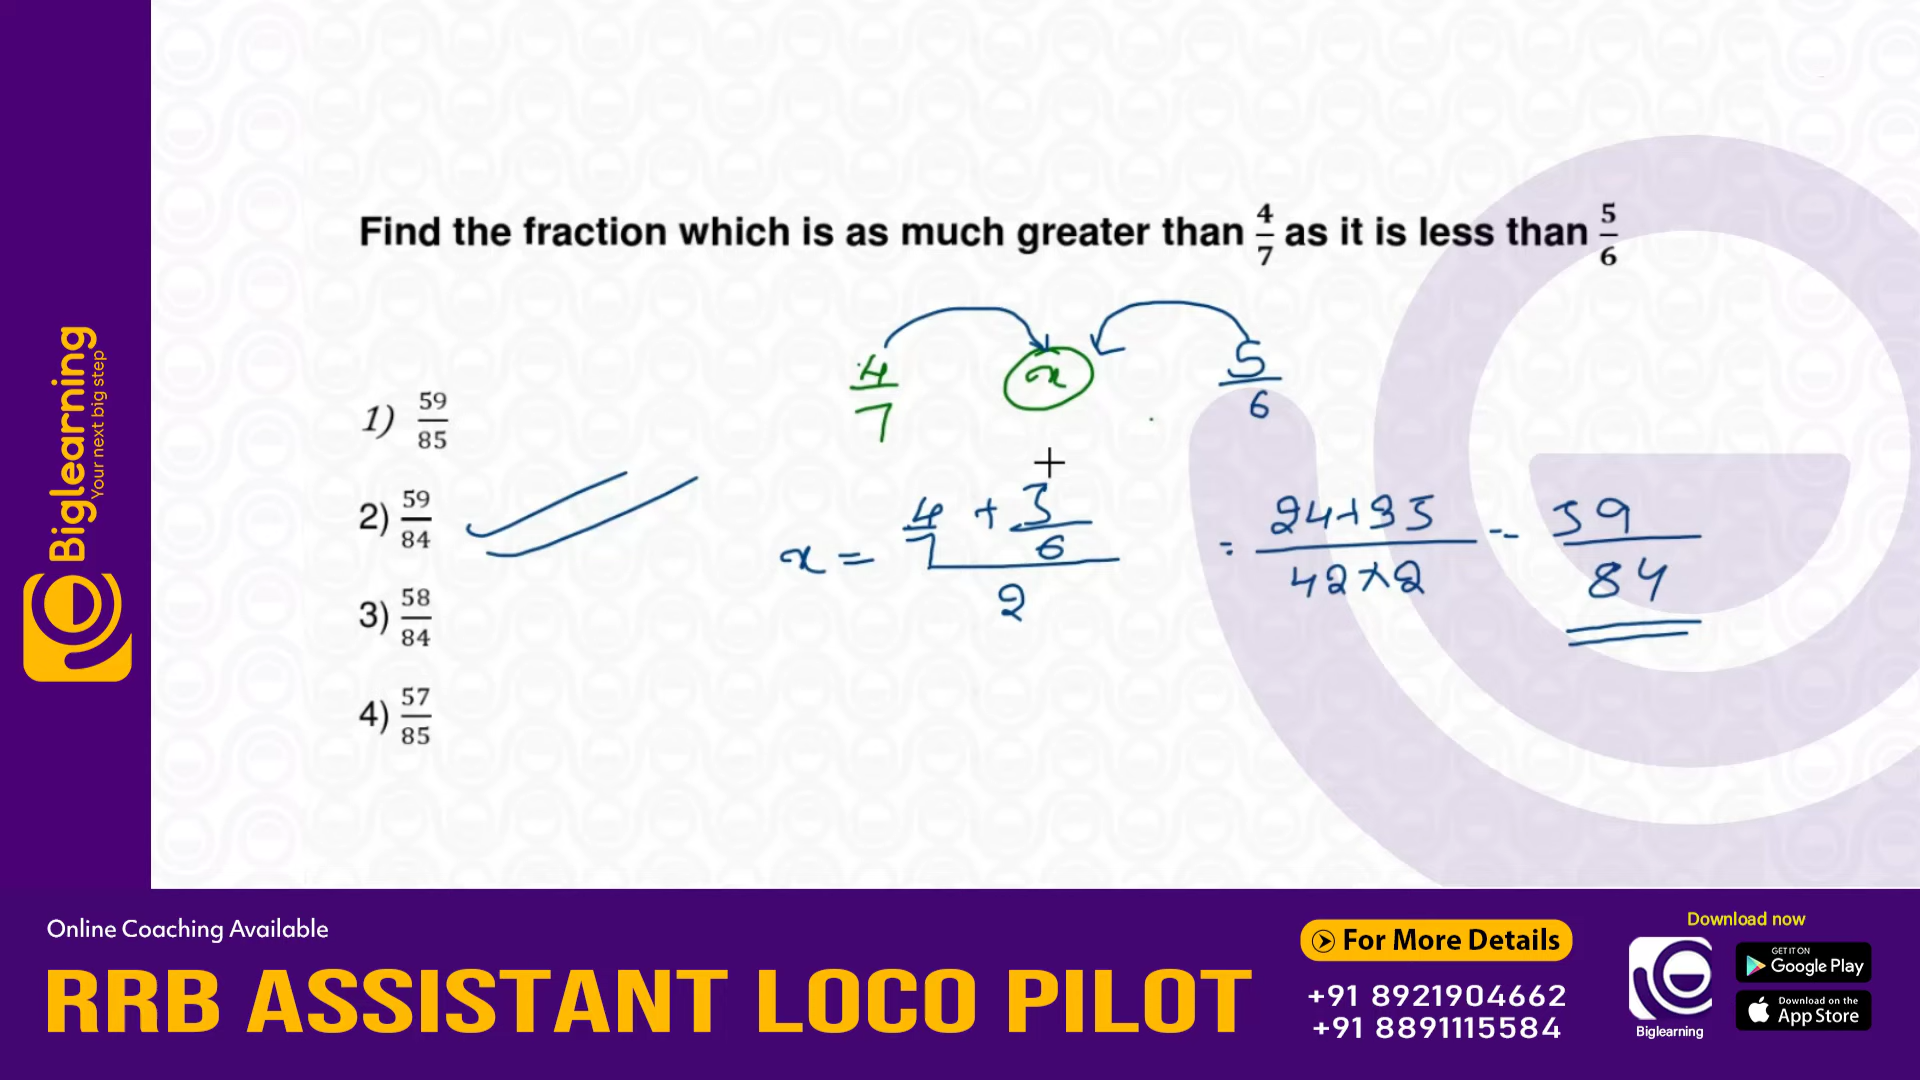 Find the fraction which is as much greater than 4/7 as it is less than 5/6
4/7 x 5/6
1) 59/85
2) 59/84
3) 58/84
4) 57/85
x = (4/7 + 5/6)/2 = (24+35)/(42×2) = 59/84
Biglearning
Your next big step
Online Coaching Available
RRB ASSISTANT LOCO PILOT
For More Details
+91 8921904662
+91 8891115584
Download now
Biglearning
GET IT ON
Google Play
Download on the
App Store